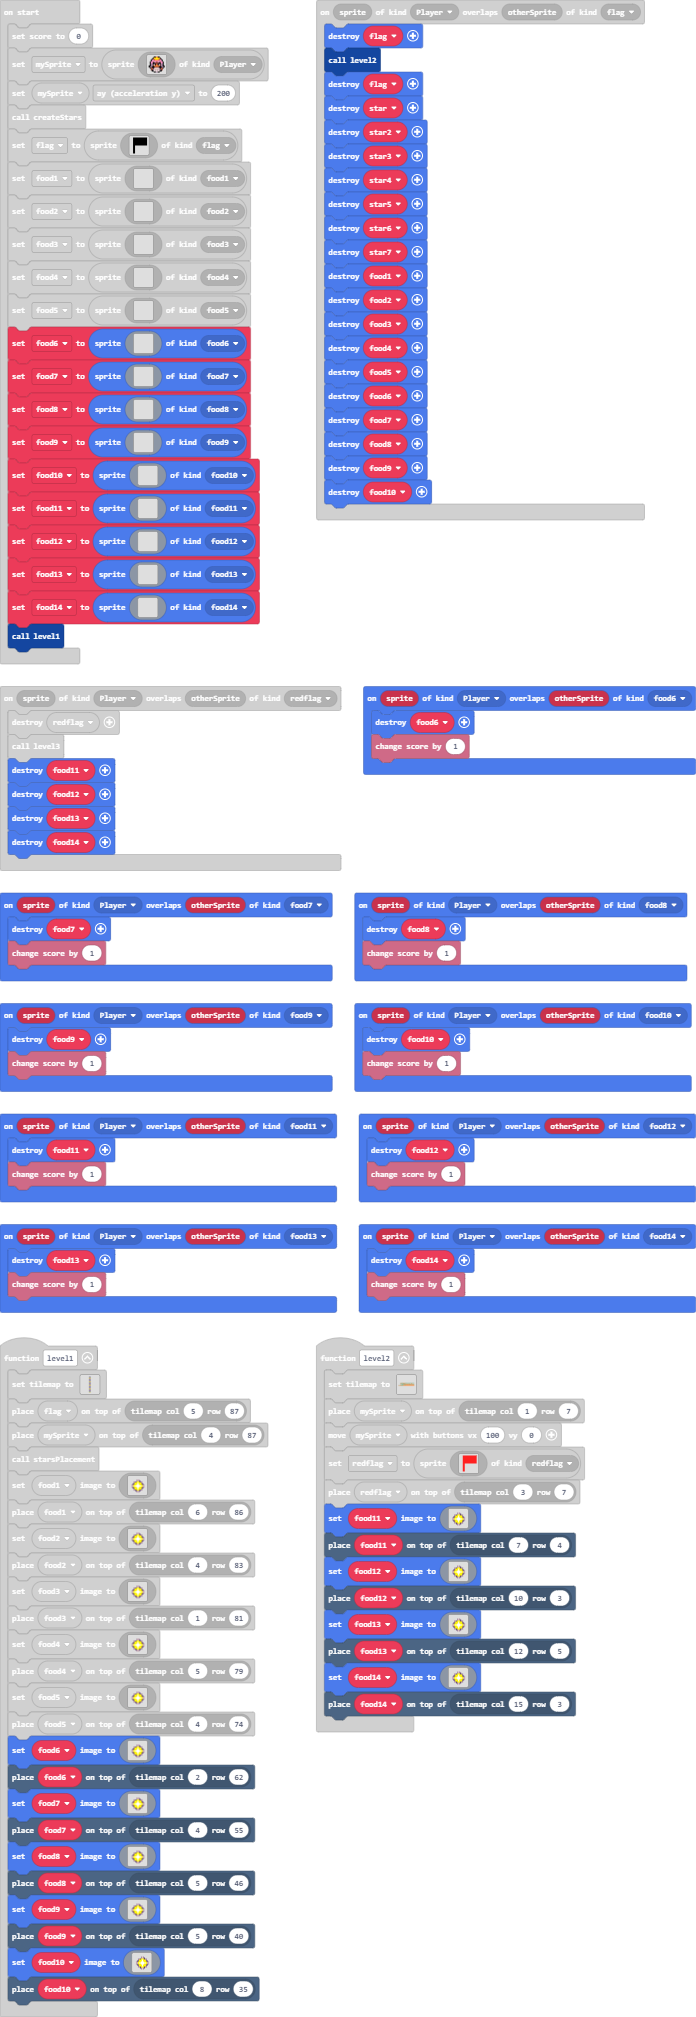 on start
set score to 0
set mySprite to sprite of kind Player
set mySprite ay (acceleration y) to 200
call createStars
set flag to sprite of kind flag
set food1 to sprite of kind food1
set food2 to sprite of kind food2
set food3 to sprite of kind food3
set food4 to sprite of kind food4
set food5 to sprite of kind food5
set food6 to sprite of kind food6
set food7 to sprite of kind food7
set food8 to sprite of kind food8
set food9 to sprite of kind food9
set food10 to sprite of kind food10
set food11 to sprite of kind food11
set food12 to sprite of kind food12
set food13 to sprite of kind food13
set food14 to sprite of kind food14
call level1
on sprite of kind Player overlaps otherSprite of kind flag
destroy flag
call level2
destroy flag
destroy star
destroy star2
destroy star3
destroy star4
destroy star5
destroy star6
destroy star7
destroy food1
destroy food2
destroy food3
destroy food4
destroy food5
destroy food6
destroy food7
destroy food8
destroy food9
destroy food10
on sprite of kind Player overlaps otherSprite of kind redflag
destroy redflag
call level3
destroy food11
destroy food12
destroy food13
destroy food14
on sprite of kind Player overlaps otherSprite of kind food6
destroy food6
change score by 1
on sprite of kind Player overlaps otherSprite of kind food7
destroy food7
change score by 1
on sprite of kind Player overlaps otherSprite of kind food8
destroy food8
change score by 1
on sprite of kind Player overlaps otherSprite of kind food9
destroy food9
change score by 1
on sprite of kind Player overlaps otherSprite of kind food10
destroy food10
change score by 1
on sprite of kind Player overlaps otherSprite of kind food11
destroy food11
change score by 1
on sprite of kind Player overlaps otherSprite of kind food12
destroy food12
change score by 1
on sprite of kind Player overlaps otherSprite of kind food13
destroy food13
change score by 1
on sprite of kind Player overlaps otherSprite of kind food14
destroy food14
change score by 1
function level1
set tilemap to
place flag on top of tilemap col 5 row 87
place mySprite on top of tilemap col 4 row 87
call starsPlacement
set food1 image to
place food1 on top of tilemap col 6 row 86
set food2 image to
place food2 on top of tilemap col 4 row 83
set food3 image to
place food3 on top of tilemap col 1 row 81
set food4 image to
place food4 on top of tilemap col 5 row 79
set food5 image to
place food5 on top of tilemap col 4 row 74
set food6 image to
place food6 on top of tilemap col 2 row 62
set food7 image to
place food7 on top of tilemap col 4 row 55
set food8 image to
place food8 on top of tilemap col 5 row 46
set food9 image to
place food9 on top of tilemap col 5 row 40
set food10 image to
place food10 on top of tilemap col 8 row 35
function level2
set tilemap to
place mySprite on top of tilemap col 1 row 7
move mySprite with buttons vx 100 vy 0
set redflag to sprite of kind redflag
place redflag on top of tilemap col 3 row 7
set food11 image to
place food11 on top of tilemap col 7 row 4
set food12 image to
place food12 on top of tilemap col 10 row 3
set food13 image to
place food13 on top of tilemap col 12 row 5
set food14 image to
place food14 on top of tilemap col 15 row 3